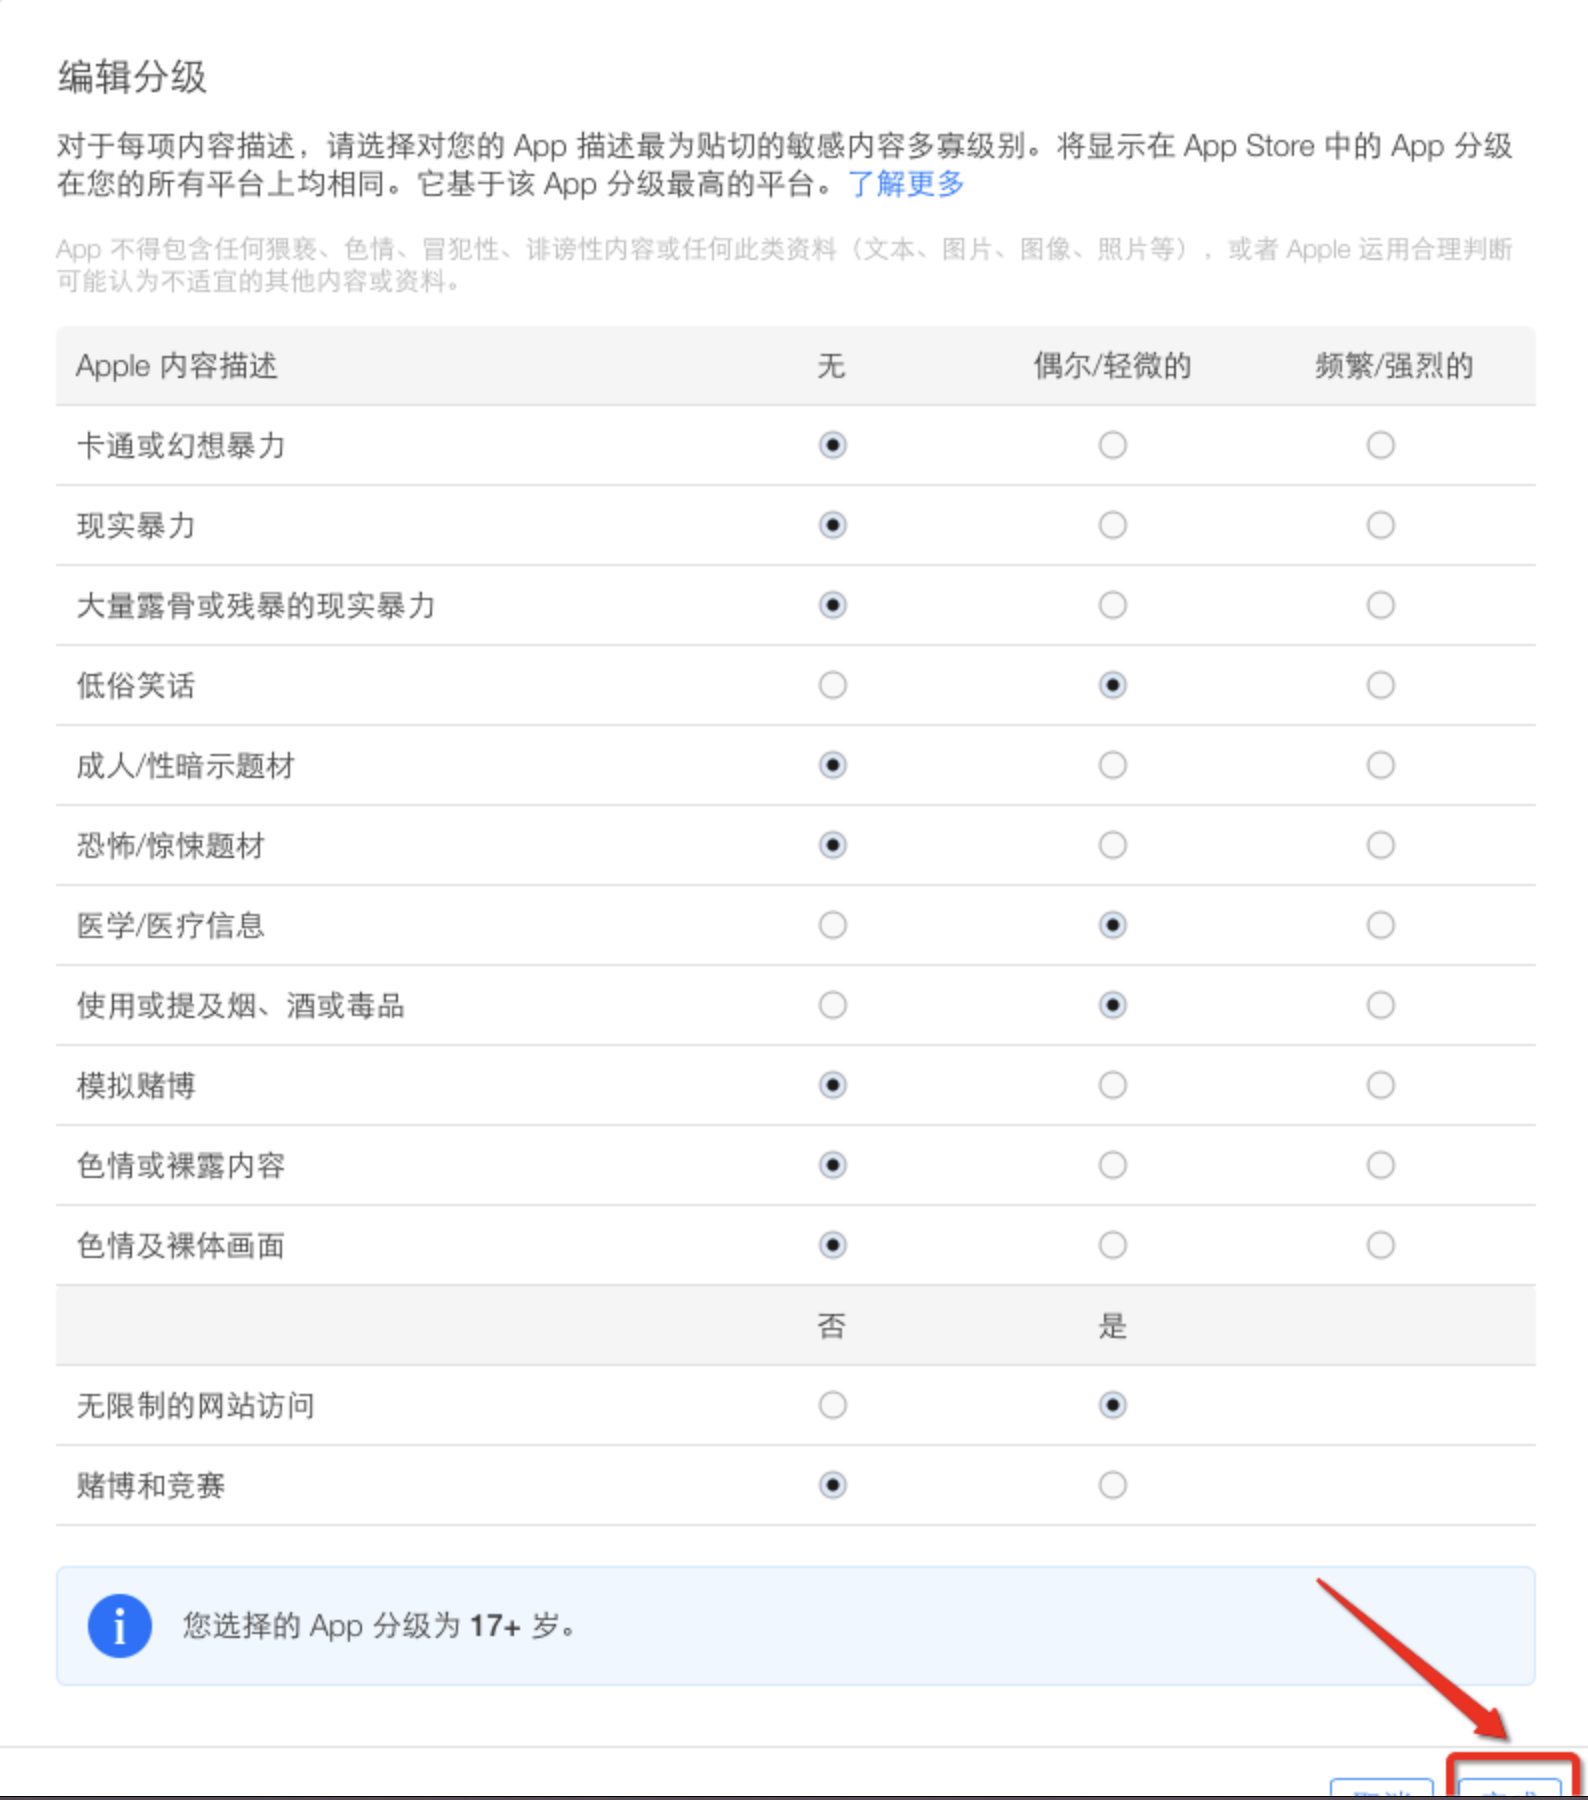 编辑分级
对于每项内容描述，请选择对您的 App 描述最为贴切的敏感内容多寡级别。将显示在 App Store 中的 App 分级
在您的所有平台上均相同。它基于该 App 分级最高的平台。了解更多
App 不得包含任何猥亵、色情、冒犯性、诽谤性内容或任何此类资料（文本、图片、图像、照片等），或者 Apple 运用合理判断
可能认为不适宜的其他内容或资料。
Apple 内容描述 无 偶尔/轻微的 频繁/强烈的
卡通或幻想暴力
现实暴力
大量露骨或残暴的现实暴力
低俗笑话
成人/性暗示题材
恐怖/惊悚题材
医学/医疗信息
使用或提及烟、酒或毒品
模拟赌博
色情或裸露内容
色情及裸体画面
否 是
无限制的网站访问
赌博和竞赛
您选择的 App 分级为 17+ 岁。